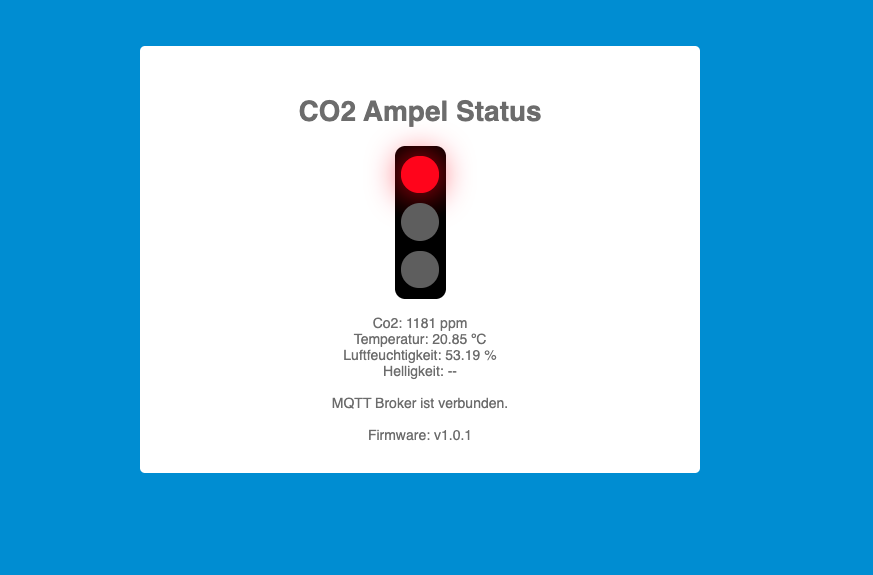 CO2 Ampel Status
Co2: 1181 ppm
Temperatur: 20.85 °C
Luftfeuchtigkeit: 53.19 %
Helligkeit: --
MQTT Broker ist verbunden.
Firmware: v1.0.1